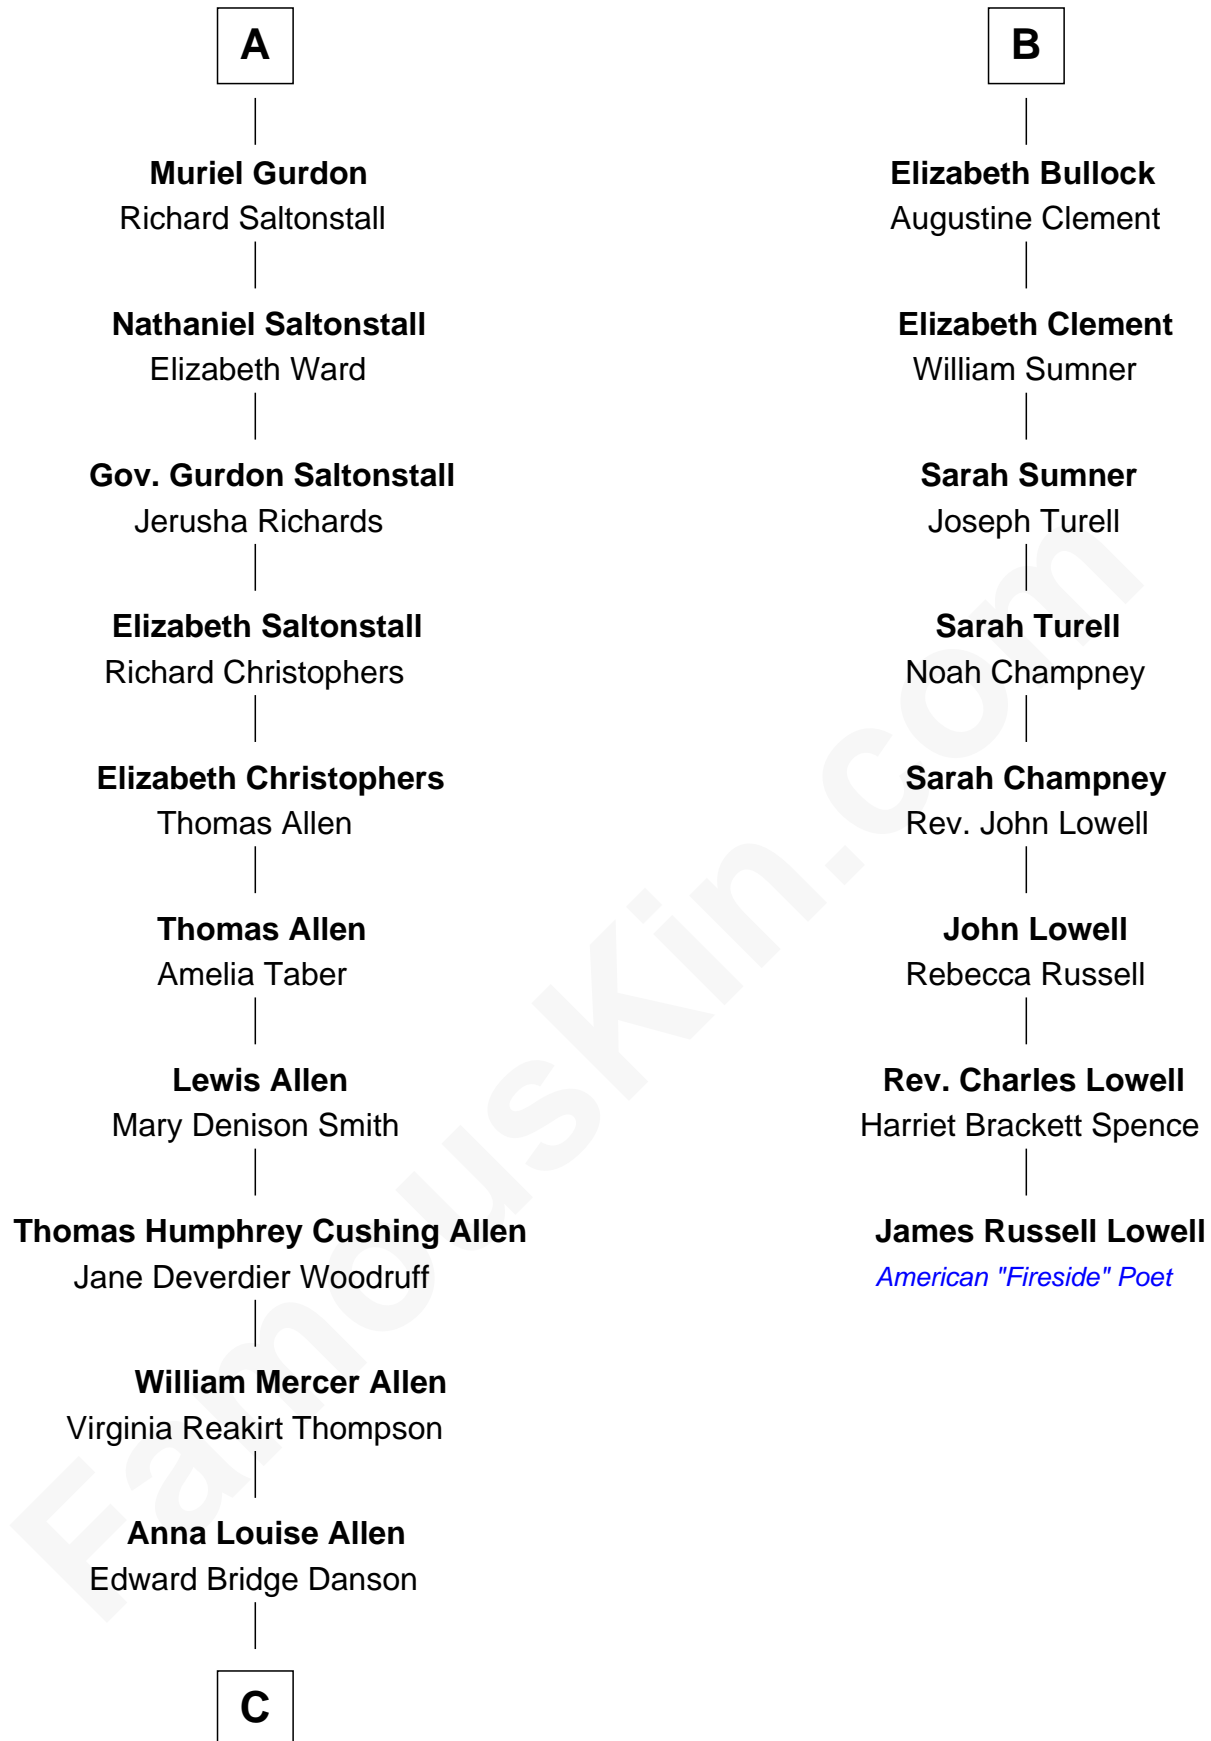 A
Muriel Gurdon
Richard Saltonstall
Nathaniel Saltonstall
Elizabeth Ward
Gov. Gurdon Saltonstall
Jerusha Richards
Elizabeth Saltonstall
Richard Christophers
Elizabeth Christophers
Thomas Allen
Thomas Allen
Amelia Taber
Lewis Allen
Mary Denison Smith
Thomas Humphrey Cushing Allen
Jane Deverdier Woodruff
William Mercer Allen
Virginia Reakirt Thompson
Anna Louise Allen
Edward Bridge Danson
C
B
Elizabeth Bullock
Augustine Clement
Elizabeth Clement
William Sumner
Sarah Sumner
Joseph Turell
Sarah Turell
Noah Champney
Sarah Champney
Rev. John Lowell
John Lowell
Rebecca Russell
Rev. Charles Lowell
Harriet Brackett Spence
James Russell Lowell
American "Fireside" Poet
FamousKin.com